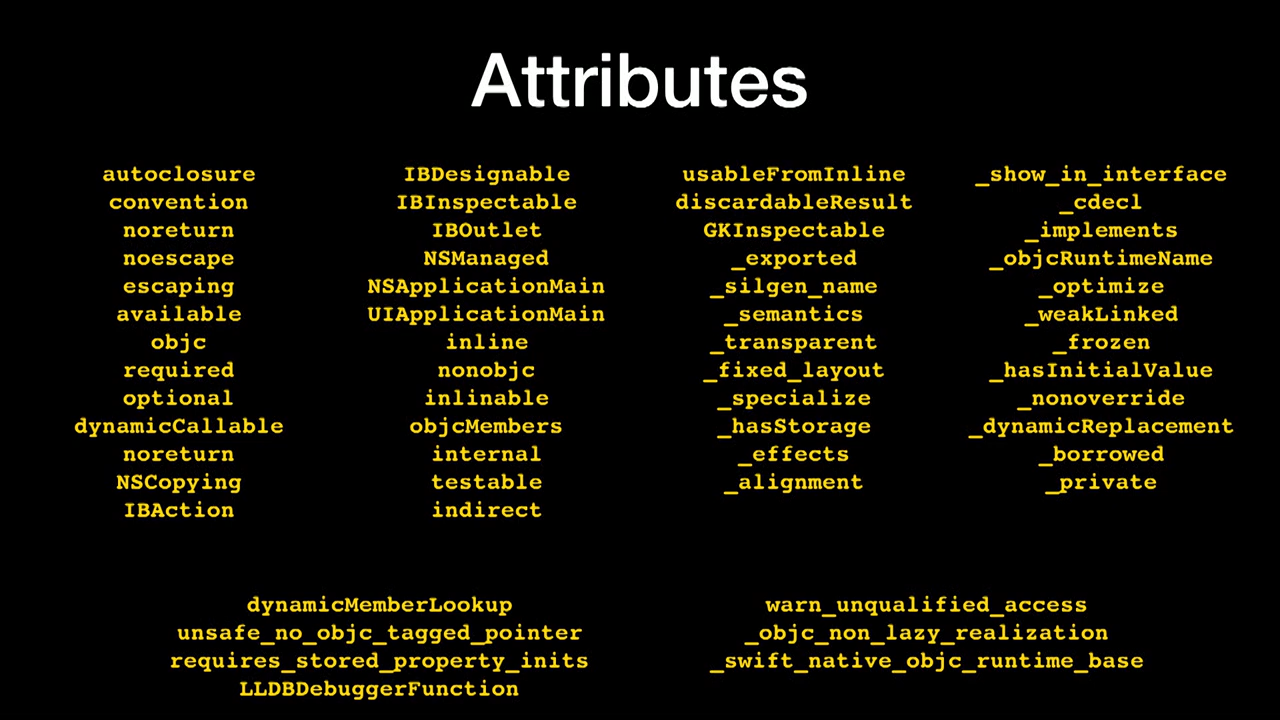 Attributes
autoclosure
convention
noreturn
noescape
escaping
available
objc
required
optional
dynamicCallable
noreturn
NSCopying
IBAction
IBDesignable
IBInspectable
IBOutlet
NSManaged
NSApplicationMain
UIApplicationMain
inline
nonobjc
inlinable
objcMembers
internal
testable
indirect
usableFromInline
discardableResult
GKInspectable
_exported
_silgen_name
_semantics
_transparent
_fixed_layout
_specialize
_hasStorage
_effects
_alignment
_show_in_interface
_cdecl
_implements
_objcRuntimeName
_optimize
_weakLinked
_frozen
_hasInitialValue
_nonoverride
_dynamicReplacement
_borrowed
_private
dynamicMemberLookup
unsafe_no_objc_tagged_pointer
requires_stored_property_inits
LLDBDebuggerFunction
warn_unqualified_access
_objc_non_lazy_realization
_swift_native_objc_runtime_base